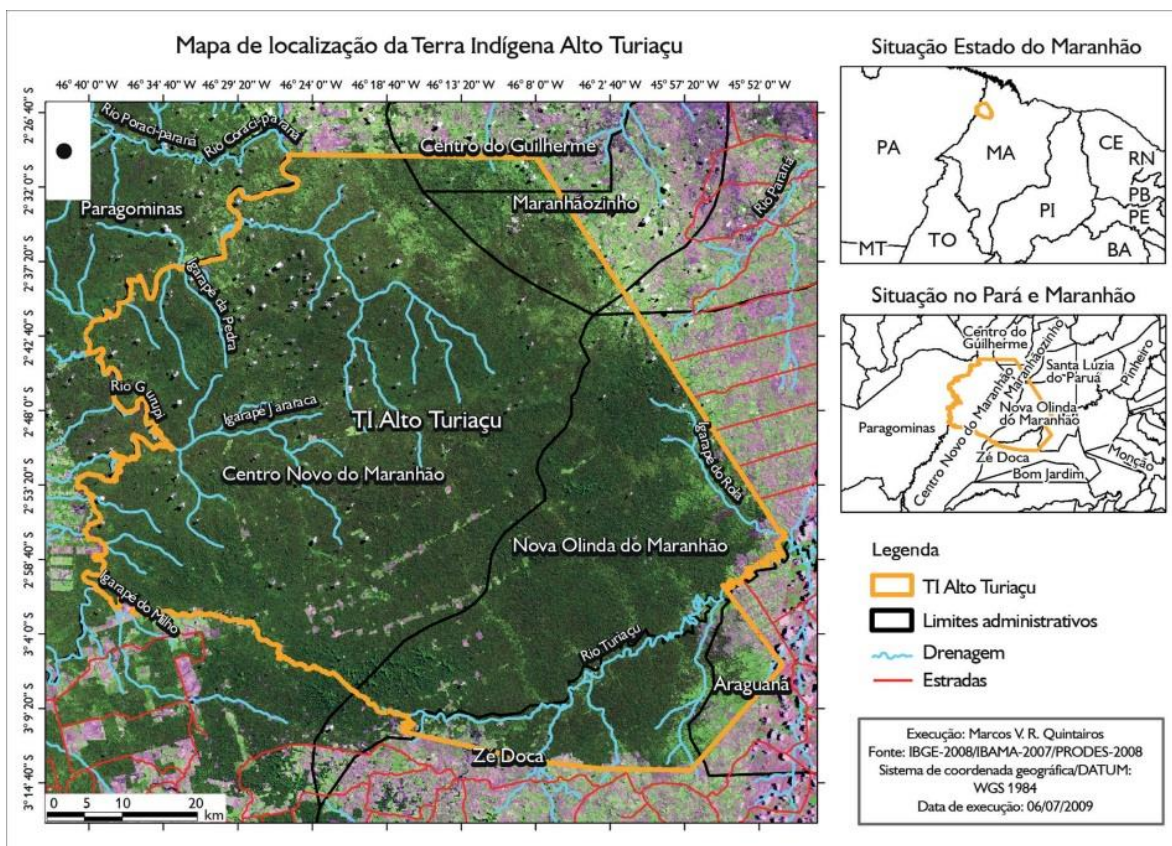 Mapa de localização da Terra Indígena Alto Turiaçu
46° 40' 0" W
46° 34' 40" W
46° 29' 20" W
46° 24' 0" W
46° 18' 40" W
46° 13' 20" W
46° 8' 0" W
46° 2' 40" W
45° 57' 20" W
45° 52' 0" W
2° 26' 40" S
2° 32' 0" S
2° 37' 20" S
2° 42' 40" S
2° 48' 0" S
2° 53' 20" S
2° 58' 40" S
3° 4' 0" S
3° 9' 20" S
3° 14' 40" S
Rio Poraci-paraná
Rio Coraci-paraná
Centro do Guilherme
Paragominas
Maranhãozinho
Rio Paraná
Igarapé da Pedra
Rio Gurupi
Igarapé Jararaca
TI Alto Turiaçu
Igarapé do Rola
Centro Novo do Maranhão
Nova Olinda do Maranhão
Igarapé do Milho
Rio Turiaçu
Araguanã
Zé Doca
0 5 10 20
km
Situação Estado do Maranhão
PA
MA
CE
RN
PB
PE
PI
TO
MT
BA
Situação no Pará e Maranhão
Centro do
Guilherme
Maranhãozinho
Santa Luzia
do Paruá
Pinheiro
Nova Olinda
do Maranhão
Paragominas
Centro Novo do Maranhão
Zé Doca
Monção
Bom Jardim
Legenda
TI Alto Turiaçu
Limites administrativos
Drenagem
Estradas
Execução: Marcos V. R. Quintairos
Fonte: IBGE-2008/IBAMA-2007/PRODES-2008
Sistema de coordenada geográfica/DATUM:
WGS 1984
Data de execução: 06/07/2009